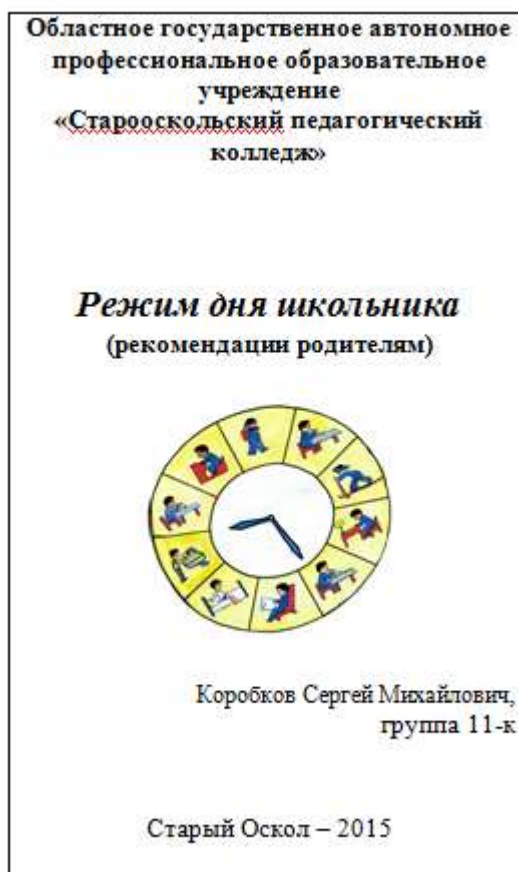 Областное государственное автономное
профессиональное образовательное
учреждение
«Старооскольский педагогический
колледж»
Режим дня школьника
(рекомендации родителям)
Коробков Сергей Михайлович,
группа 11-к
Старый Оскол – 2015